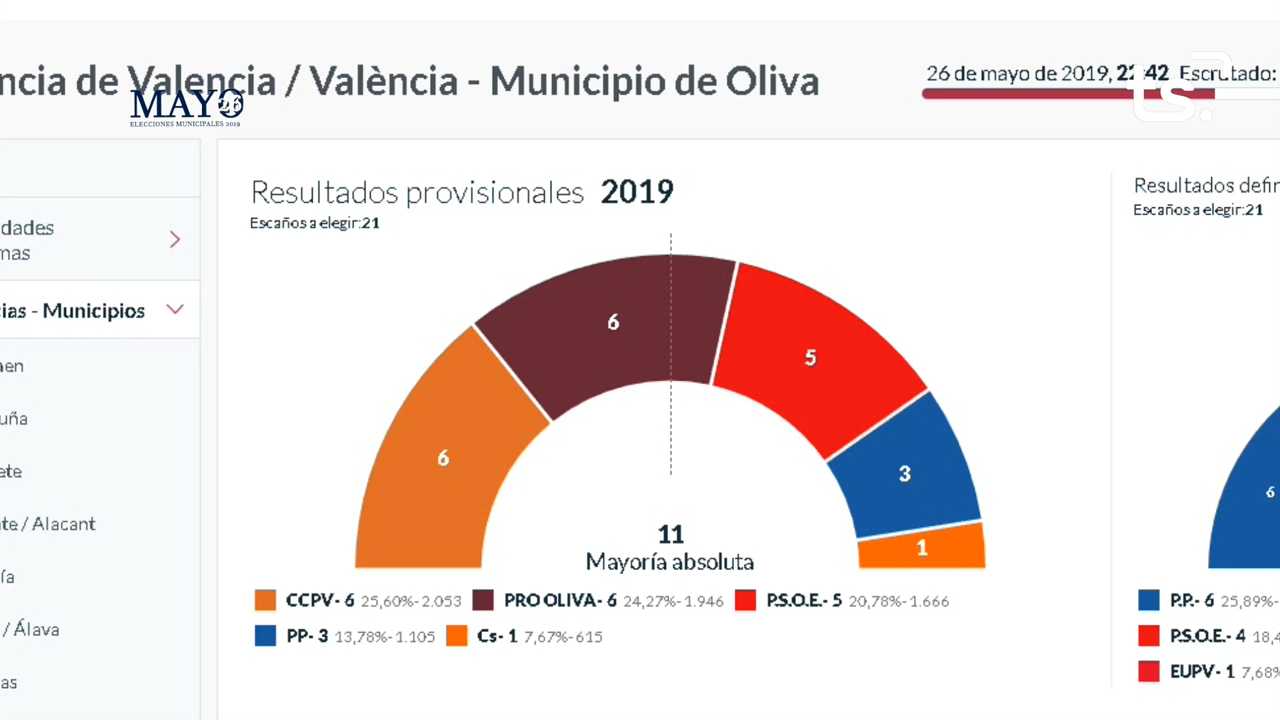 ncia de Valencia / València - Municipio de Oliva
26 de mayo de 2019, 22:42 Escrutado:
MAYO 26
ELECCIONES MUNICIPALES 2019
ts.
dades
mas
cias - Municipios
uña
ete
te / Alacant
ía
/ Álava
as
Resultados provisionales 2019
Escaños a elegir:21
6
6
5
3
1
11
Mayoría absoluta
CCPV- 6 25,60%-2.053 PRO OLIVA- 6 24,27%-1.946 P.S.O.E.- 5 20,78%-1.666
PP- 3 13,78%-1.105 Cs- 1 7,67%-615
Resultados defin
Escaños a elegir:21
6
P.P.- 6 25,89%-
P.S.O.E.- 4 18,4
EUPV- 1 7,68%